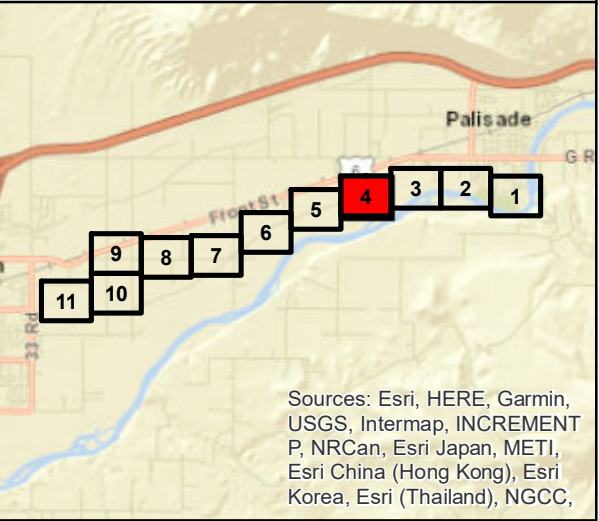 Palisade
6
G R
Front St
4
3
2
1
5
6
9
8
7
11
10
33 Rd
Sources: Esri, HERE, Garmin,
USGS, Intermap, INCREMENT
P, NRCan, Esri Japan, METI,
Esri China (Hong Kong), Esri
Korea, Esri (Thailand), NGCC,